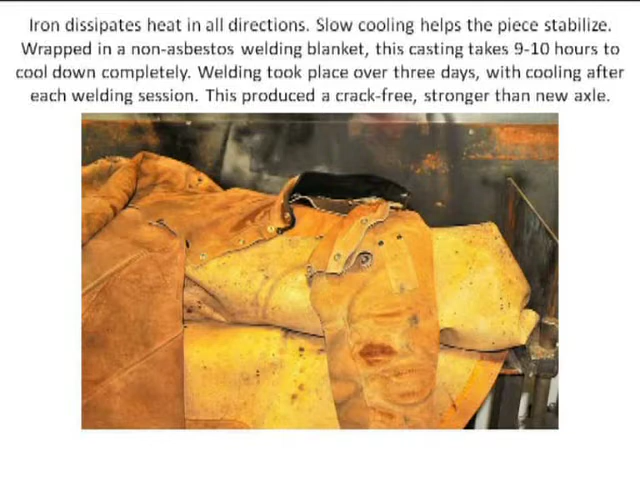 Iron dissipates heat in all directions. Slow cooling helps the piece stabilize.
Wrapped in a non-asbestos welding blanket, this casting takes 9-10 hours to
cool down completely. Welding took place over three days, with cooling after
each welding session. This produced a crack-free, stronger than new axle.